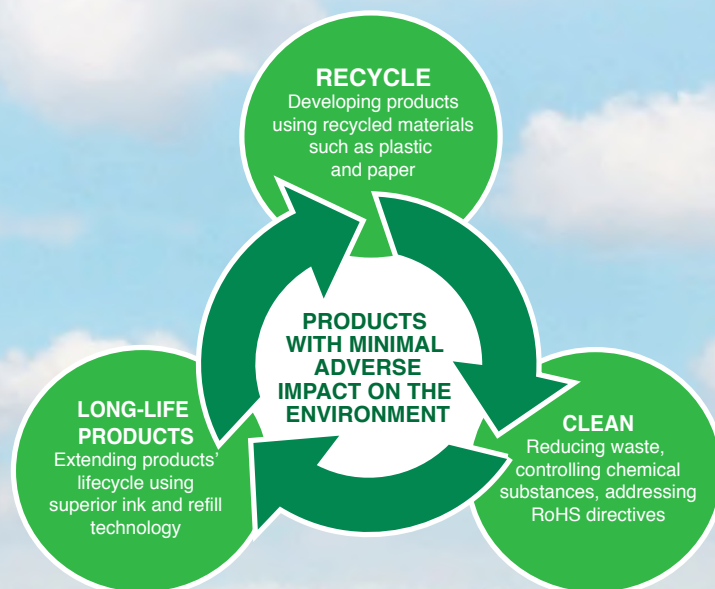 RECYCLE
Developing products
using recycled materials
such as plastic
and paper
PRODUCTS
WITH MINIMAL
ADVERSE
IMPACT ON THE
ENVIRONMENT
LONG-LIFE
PRODUCTS
Extending products’
lifecycle using
superior ink and refill
technology
CLEAN
Reducing waste,
controlling chemical
substances, addressing
RoHS directives